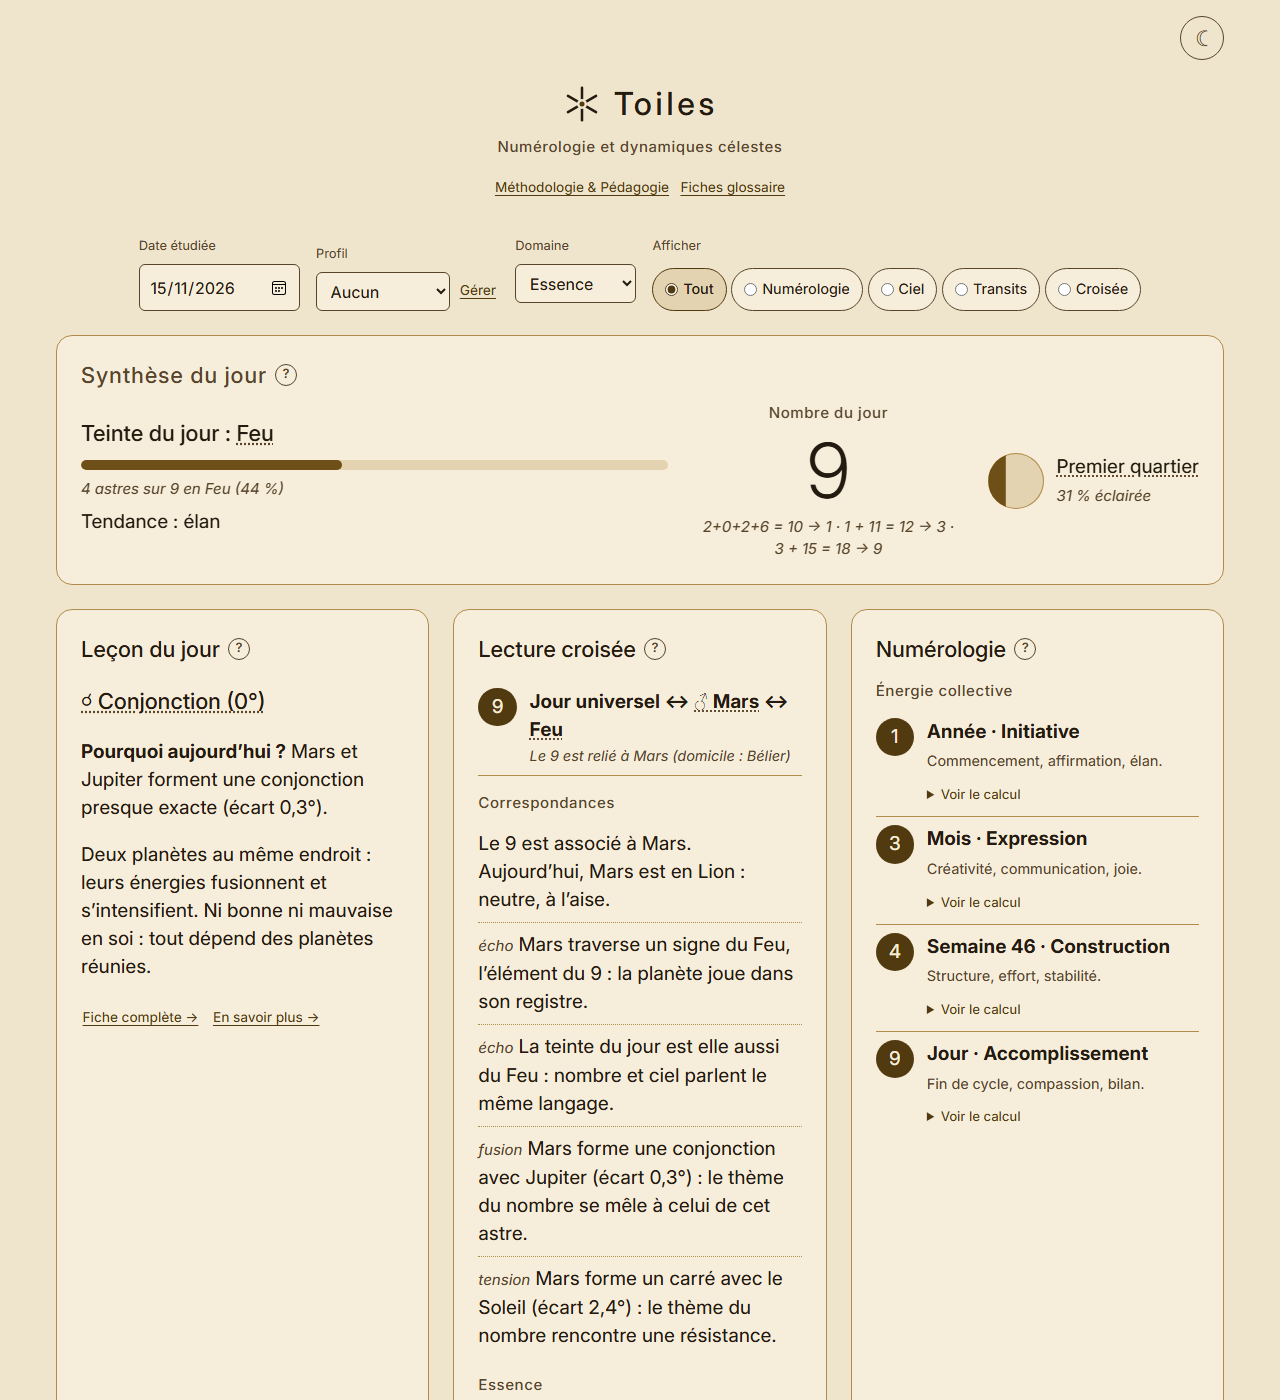 ☾
Toiles
Numérologie et dynamiques célestes
Méthodologie & Pédagogie Fiches glossaire
Date étudiée
15/11/2026
Profil
Aucun
Gérer
Domaine
Essence
Afficher
Tout Numérologie Ciel Transits Croisée
Synthèse du jour ?
Teinte du jour : Feu
4 astres sur 9 en Feu (44 %)
Tendance : élan
Nombre du jour
9
2+0+2+6 = 10 → 1 · 1 + 11 = 12 → 3 ·
3 + 15 = 18 → 9
Premier quartier
31 % éclairée
Leçon du jour ?
☌ Conjonction (0°)
Pourquoi aujourd’hui ? Mars et
Jupiter forment une conjonction
presque exacte (écart 0,3°).
Deux planètes au même endroit :
leurs énergies fusionnent et
s’intensifient. Ni bonne ni mauvaise
en soi : tout dépend des planètes
réunies.
Fiche complète → En savoir plus →
Lecture croisée ?
9
Jour universel ↔ ♂ Mars ↔
Feu
Le 9 est relié à Mars (domicile : Bélier)
Correspondances
Le 9 est associé à Mars.
Aujourd’hui, Mars est en Lion :
neutre, à l’aise.
écho Mars traverse un signe du Feu,
l’élément du 9 : la planète joue dans
son registre.
écho La teinte du jour est elle aussi
du Feu : nombre et ciel parlent le
même langage.
fusion Mars forme une conjonction
avec Jupiter (écart 0,3°) : le thème
du nombre se mêle à celui de cet
astre.
tension Mars forme un carré avec le
Soleil (écart 2,4°) : le thème du
nombre rencontre une résistance.
Essence
Numérologie ?
Énergie collective
1 Année · Initiative
Commencement, affirmation, élan.
▶ Voir le calcul
3 Mois · Expression
Créativité, communication, joie.
▶ Voir le calcul
4 Semaine 46 · Construction
Structure, effort, stabilité.
▶ Voir le calcul
9 Jour · Accomplissement
Fin de cycle, compassion, bilan.
▶ Voir le calcul